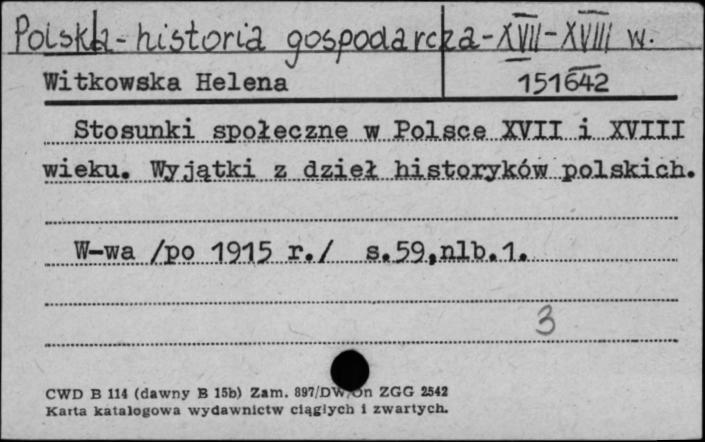 Polska-historia gospodarcza-XVII-XVIII w.
Witkowska Helena 151642
Stosunki społeczne w Polsce XVII i XVIII
wieku. Wyjątki z dzieł historyków polskich.
W-wa /po 1915 r./ s.59,nlb.1.
3
CWD B 114 (dawny B 15b) Zam. 897/DW/On ZGG 2542
Karta katalogowa wydawnictw ciągłych i zwartych.